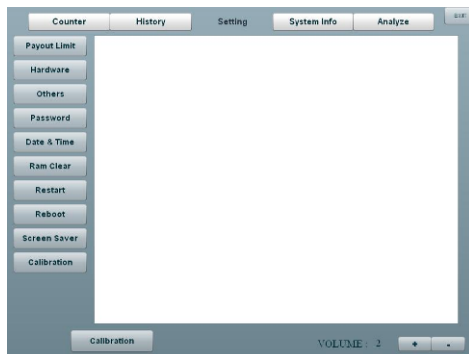 Counter History Setting System Info Analyze EXIT
Payout Limit
Hardware
Others
Password
Date & Time
Ram Clear
Restart
Reboot
Screen Saver
Calibration
Calibration VOLUME : 2 + -